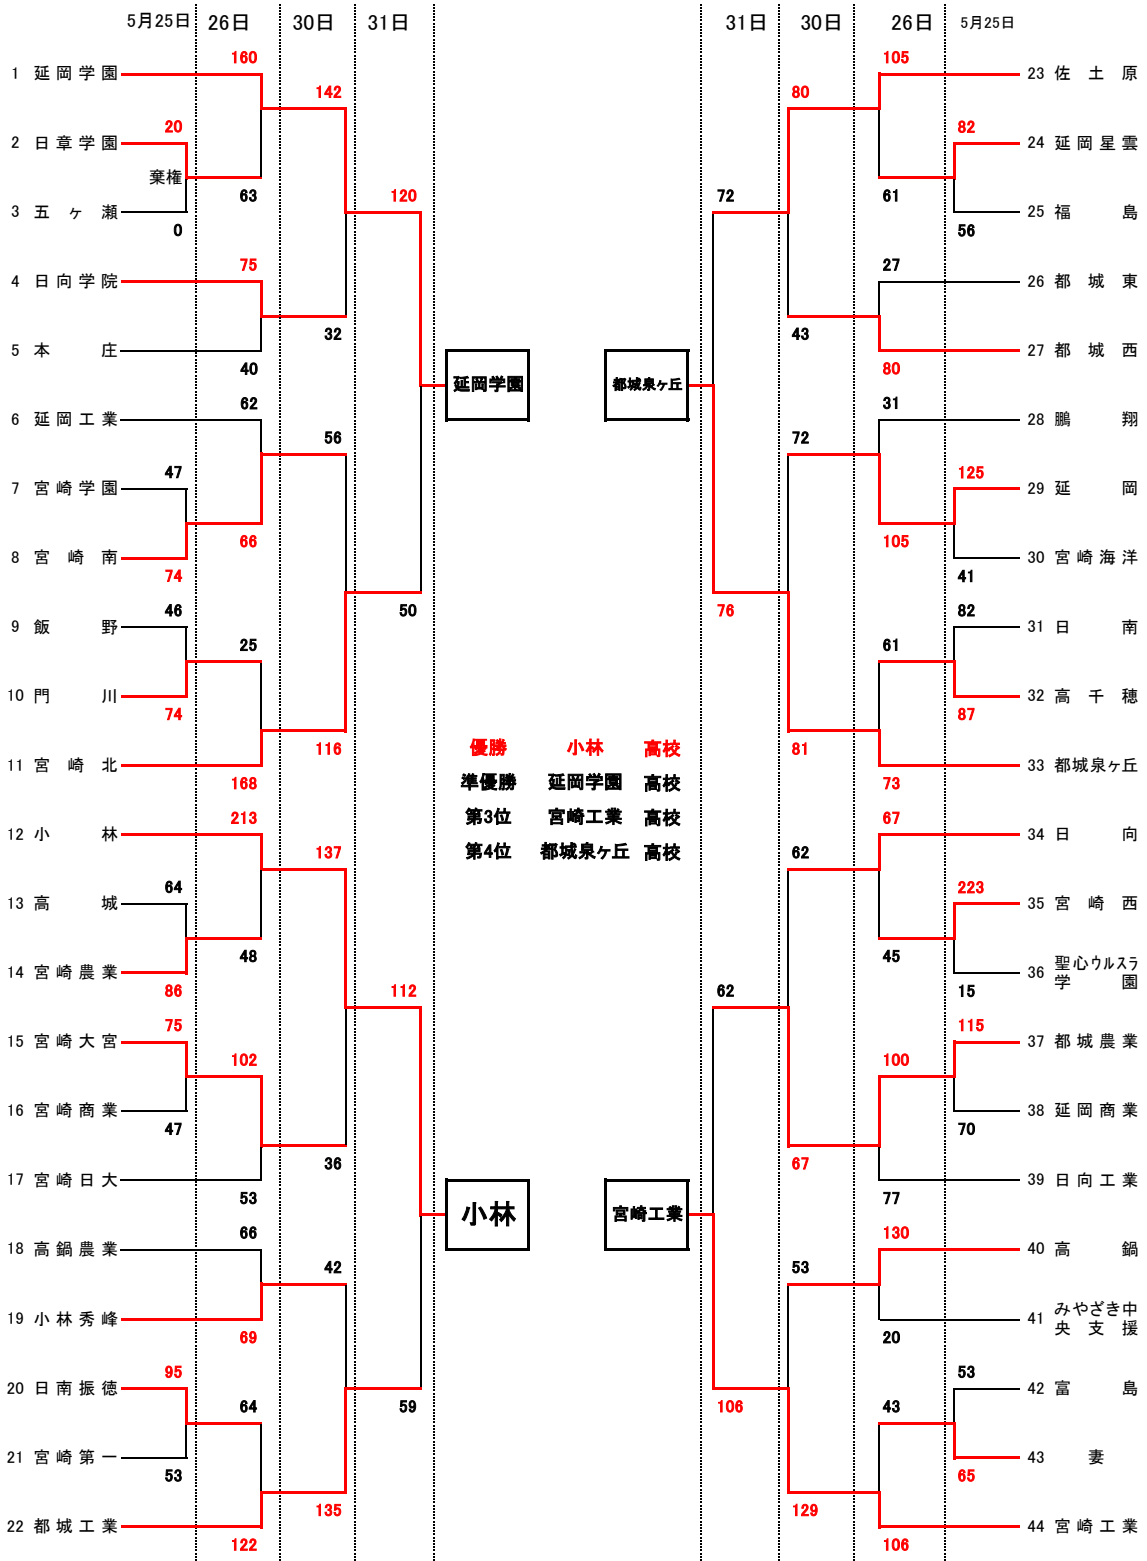 5月25日 26日 30日 31日 31日 30日 26日 5月25日
160
1 延岡学園
142
20
2 日章学園
棄権
63
3 五ヶ瀬
0
120
75
4 日向学院
32
5 本庄
40
延岡学園
62
6 延岡工業
56
47
7 宮崎学園
66
8 宮崎南
74
46
9 飯野
50
25
10 門川
74
116
11 宮崎北
168
213
12 小林
137
64
13 高城
48
14 宮崎農業
86
112
75
15 宮崎大宮
102
16 宮崎商業
47
36
17 宮崎日大
53
小林
66
18 高鍋農業
42
19 小林秀峰
69
95
20 日南振徳
64
59
21 宮崎第一
53
135
22 都城工業
122
優勝 小林 高校
準優勝 延岡学園 高校
第3位 宮崎工業 高校
第4位 都城泉ヶ丘 高校
105
23 佐土原
80
82
24 延岡星雲
61
72
25 福島
56
27
26 都城東
43
27 都城西
80
都城泉ヶ丘
31
28 鵬翔
72
125
29 延岡
105
30 宮崎海洋
41
76
82
31 日南
61
32 高千穂
87
81
33 都城泉ヶ丘
73
67
34 日向
62
223
35 宮崎西
45
36 聖心ウルスラ
学園
15
62
115
37 都城農業
100
38 延岡商業
70
67
39 日向工業
77
宮崎工業
130
40 高鍋
53
41 みやざき中
央支援
20
53
42 富島
43
106
43 妻
65
129
44 宮崎工業
106